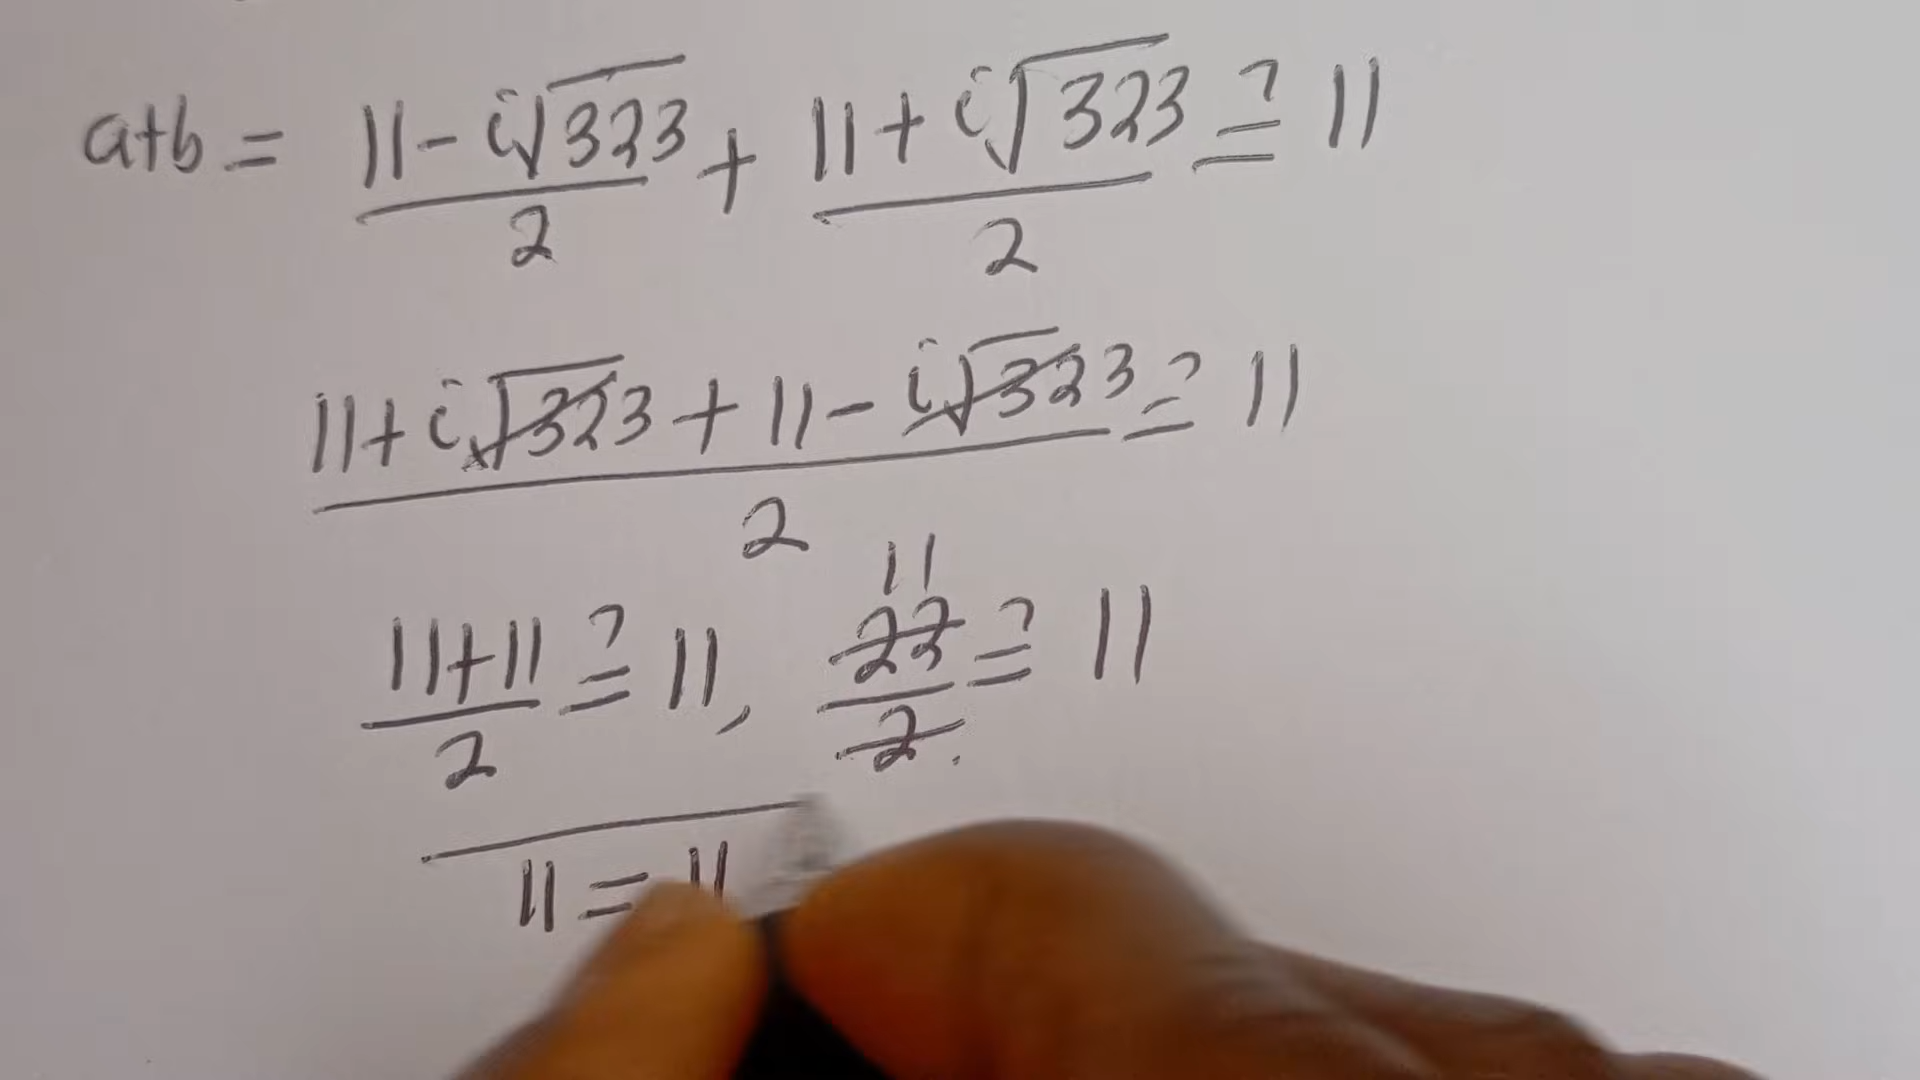 a+b = (11 - i√323)/2 + (11 + i√323)/2 ≟ 11
(11 + i√323 + 11 - i√323)/2 ≟ 11
(11+11)/2 ≟ 11, 11 22/2 ≟ 11
11 = 11